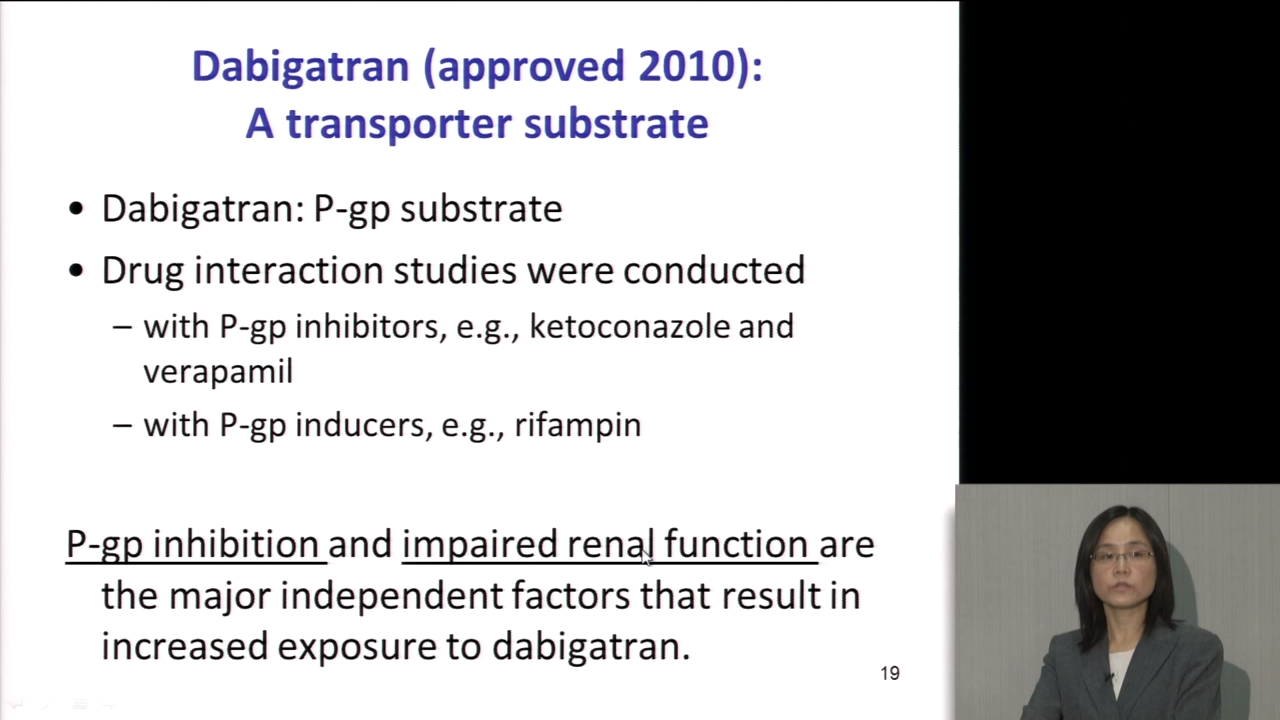 Dabigatran (approved 2010):
A transporter substrate
• Dabigatran: P-gp substrate
• Drug interaction studies were conducted
– with P-gp inhibitors, e.g., ketoconazole and
verapamil
– with P-gp inducers, e.g., rifampin
P-gp inhibition and impaired renal function are
the major independent factors that result in
increased exposure to dabigatran.
19